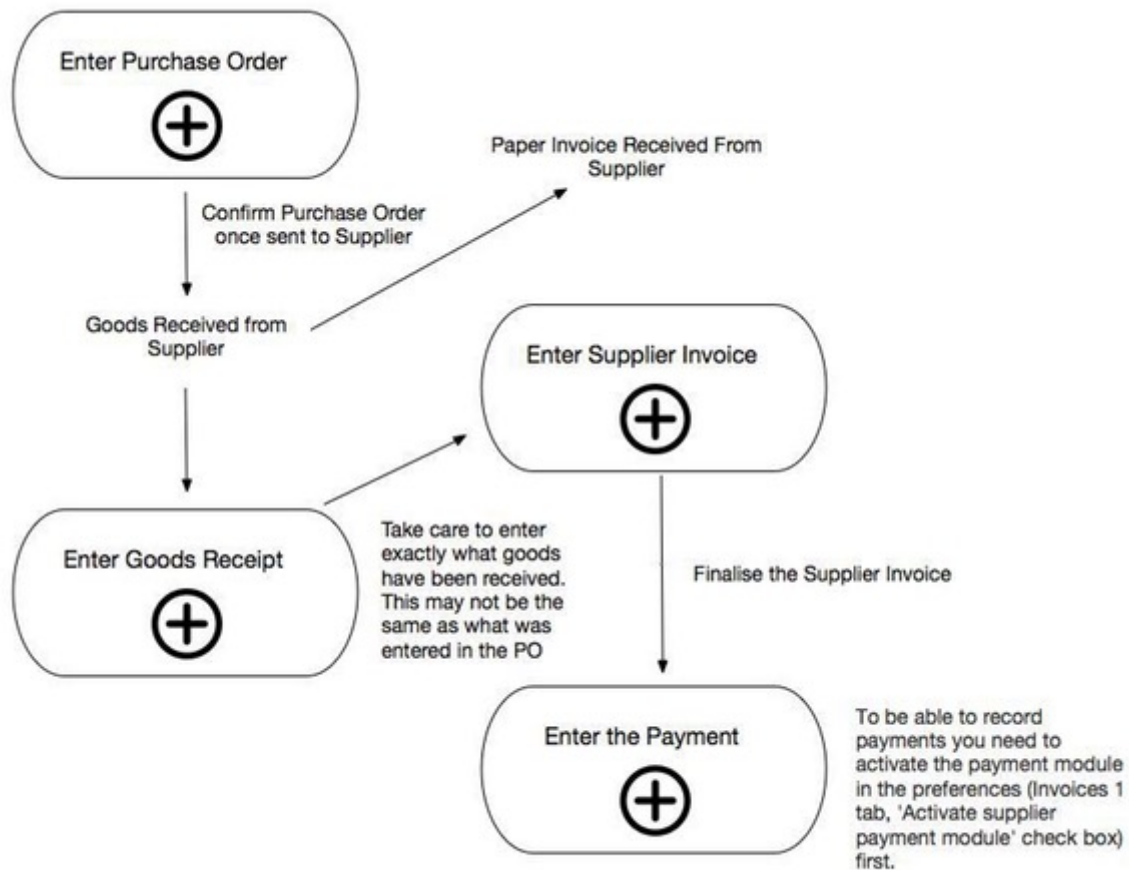 Enter Purchase Order
Paper Invoice Received From
Supplier
Confirm Purchase Order
once sent to Supplier
Goods Received from
Supplier
Enter Supplier Invoice
Enter Goods Receipt
Take care to enter
exactly what goods
have been received.
This may not be the
same as what was
entered in the PO
Finalise the Supplier Invoice
Enter the Payment
To be able to record
payments you need to
activate the payment module
in the preferences (Invoices 1
tab, 'Activate supplier
payment module' check box)
first.